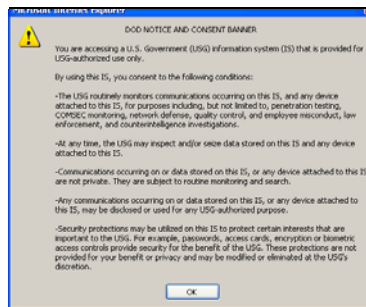 Microsoft Internet Explorer
DOD NOTICE AND CONSENT BANNER
You are accessing a U.S. Government (USG) information system (IS) that is provided for
USG-authorized use only.
By using this IS, you consent to the following conditions:
-The USG routinely monitors communications occurring on this IS, and any device
attached to this IS, for purposes including, but not limited to, penetration testing,
COMSEC monitoring, network defense, quality control, and employee misconduct, law
enforcement, and counterintelligence investigations.
-At any time, the USG may inspect and/or seize data stored on this IS and any device
attached to this IS.
-Communications occurring on or data stored on this IS, or any device attached to this IS
are not private. They are subject to routine monitoring and search.
-Any communications occurring on or data stored on this IS, or any device attached to
this IS, may be disclosed or used for any USG-authorized purpose.
-Security protections may be utilized on this IS to protect certain interests that are
important to the USG. For example, passwords, access cards, encryption or biometric
access controls provide security for the benefit of the USG. These protections are not
provided for your benefit or privacy and may be modified or eliminated at the USG's
discretion.
OK